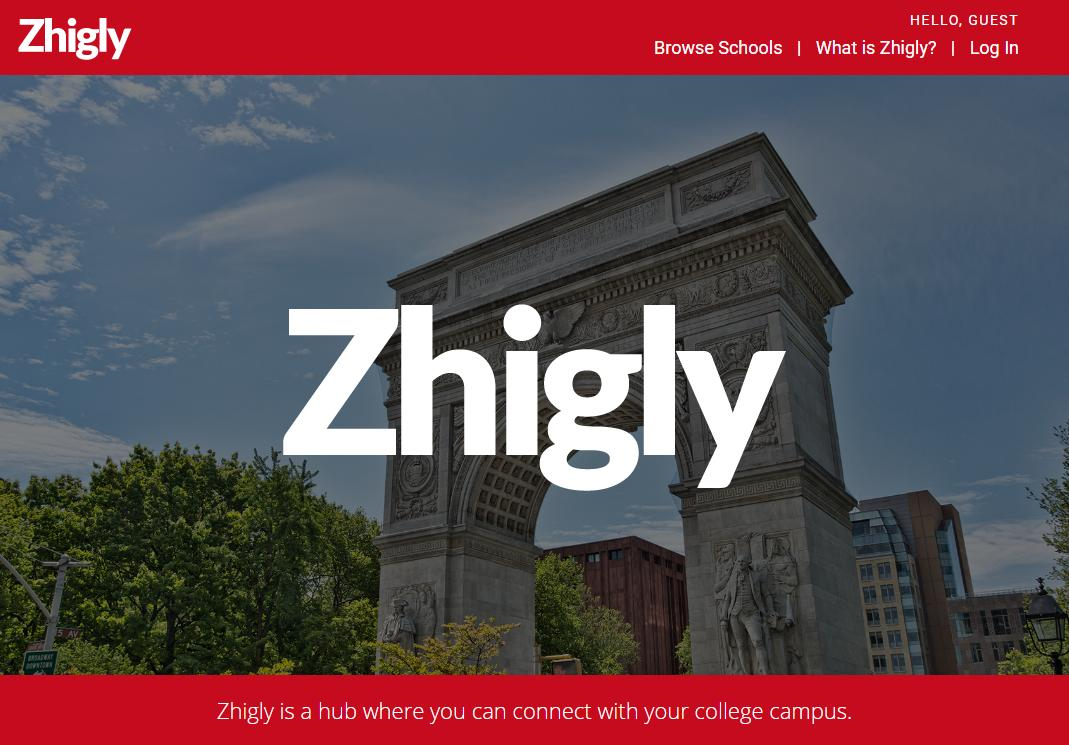 Zhigly
HELLO, GUEST
Browse Schools | What is Zhigly? | Log In
Zhigly
5 AV
BROADWAY
DOWNTOWN
Zhigly is a hub where you can connect with your college campus.